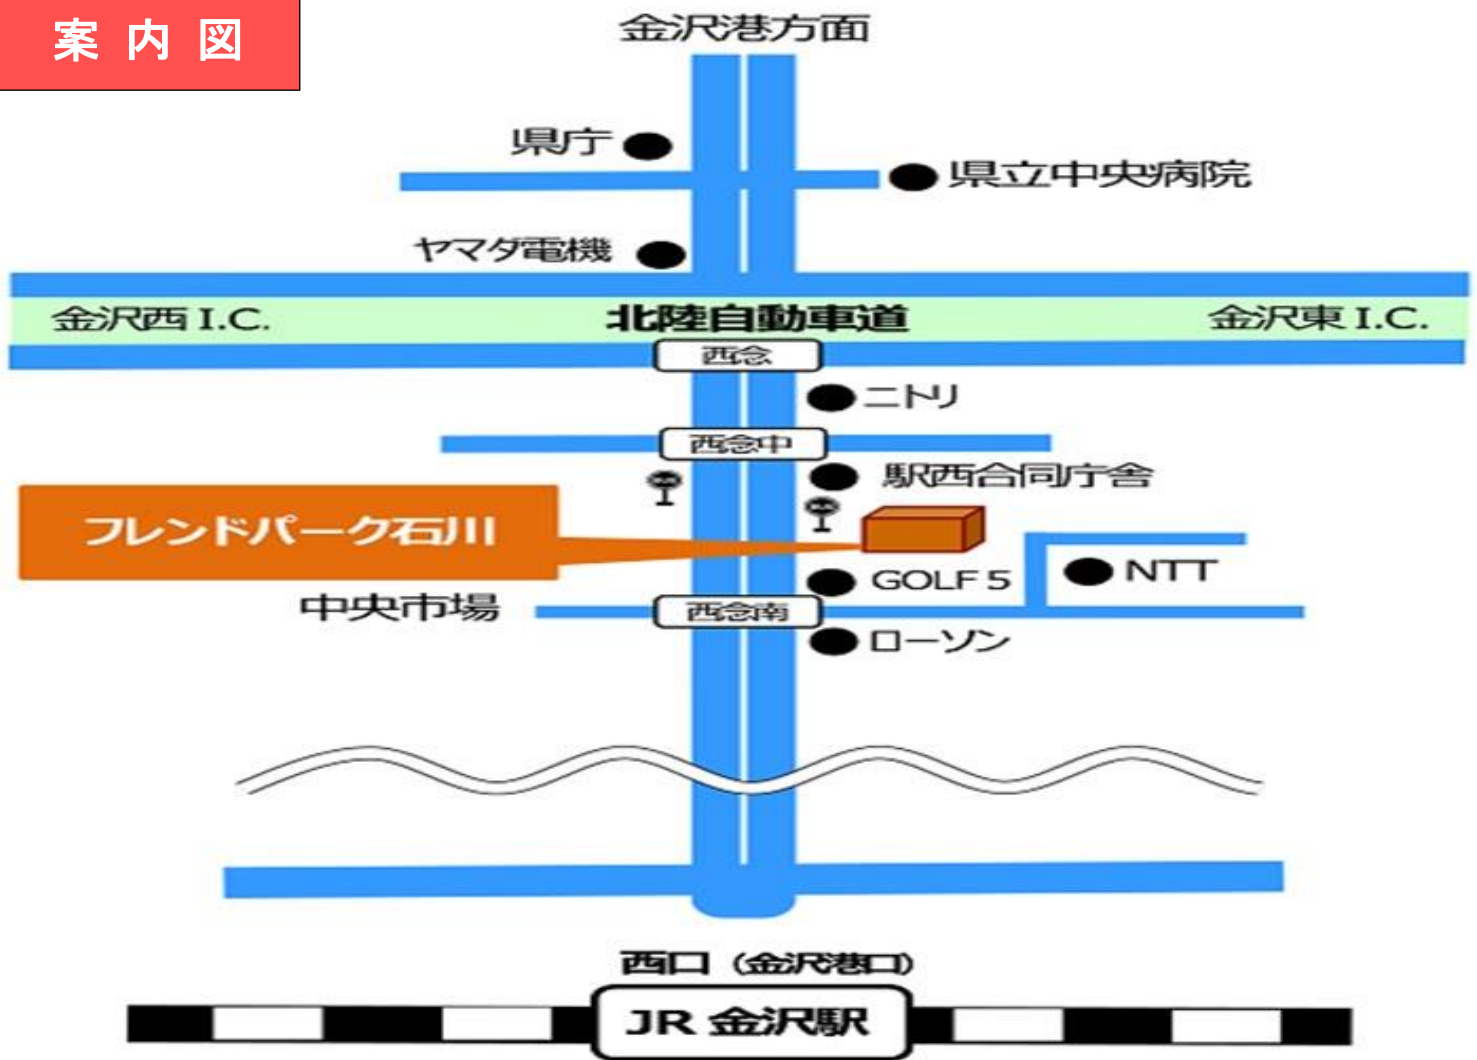 案内図
金沢港方面
県庁
県立中央病院
ヤマダ電機
金沢西 I.C.
北陸自動車道
金沢東 I.C.
西念
ニトリ
西念中
駅西合同庁舎
フレンドパーク石川
NTT
GOLF 5
中央市場
西念南
ローソン
西口（金沢港口）
JR 金沢駅